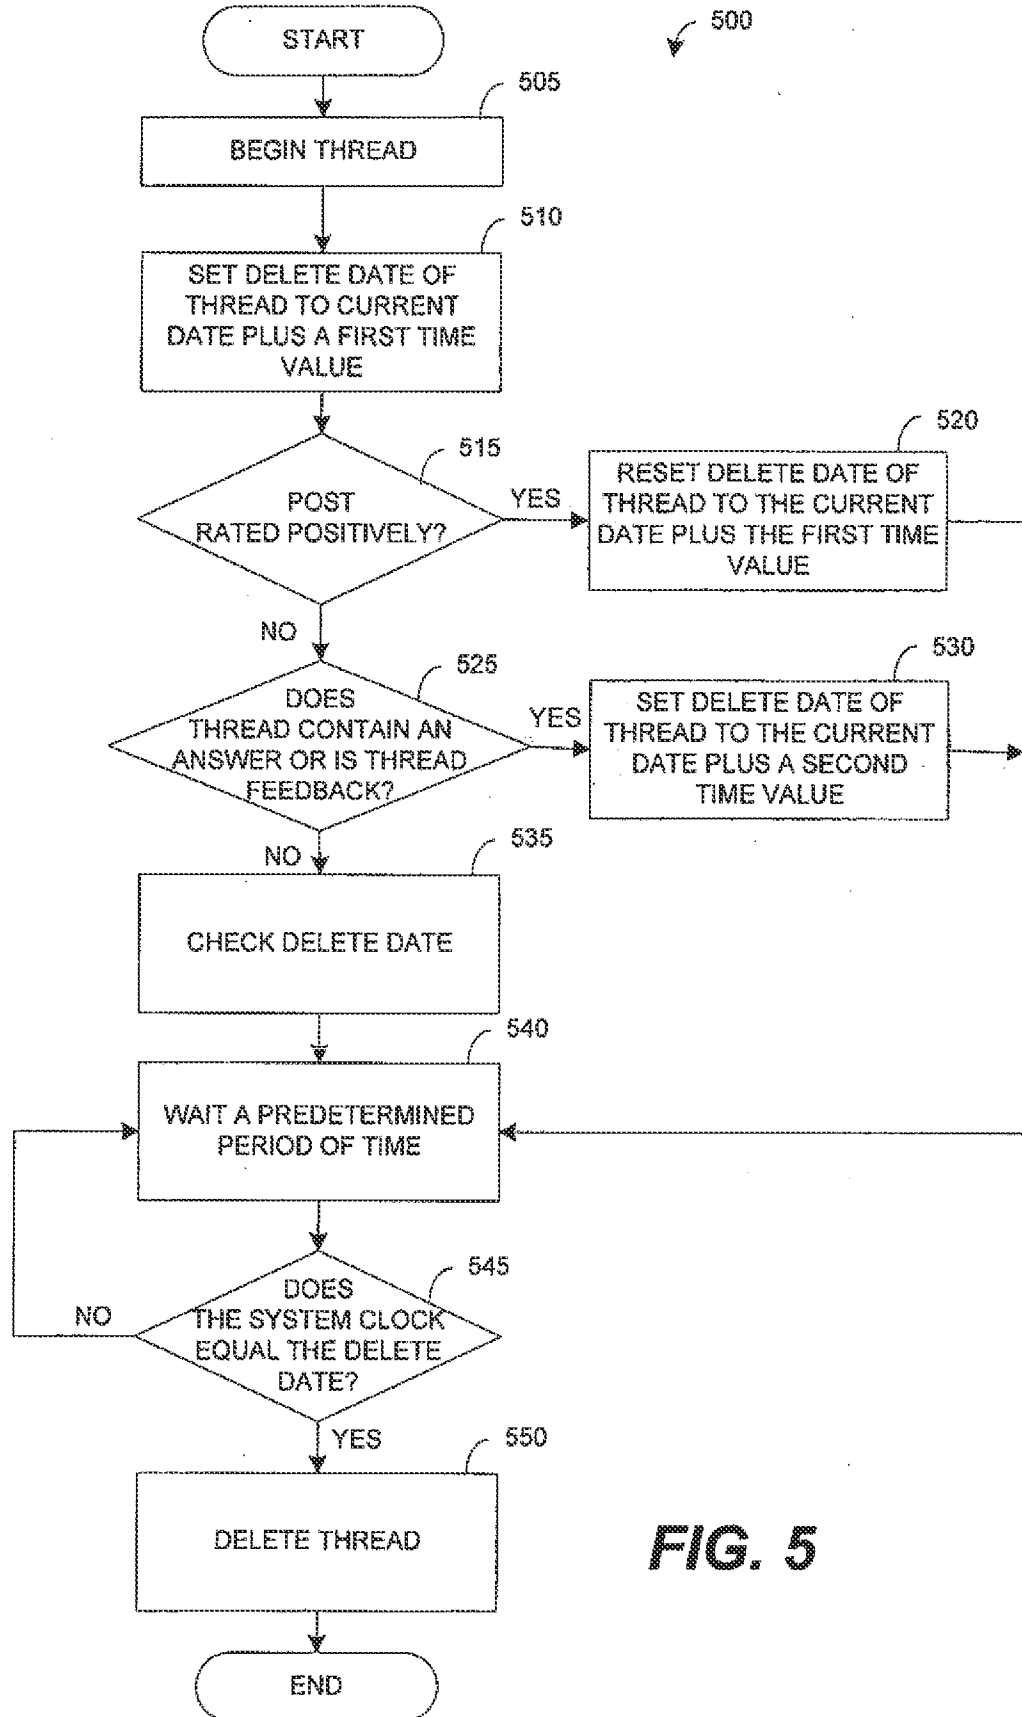 START
500
505
BEGIN THREAD
510
SET DELETE DATE OF
THREAD TO CURRENT
DATE PLUS A FIRST TIME
VALUE
515
POST
RATED POSITIVELY?
YES
520
RESET DELETE DATE OF
THREAD TO THE CURRENT
DATE PLUS THE FIRST TIME
VALUE
NO
525
DOES
THREAD CONTAIN AN
ANSWER OR IS THREAD
FEEDBACK?
YES
530
SET DELETE DATE OF
THREAD TO THE CURRENT
DATE PLUS A SECOND
TIME VALUE
NO
535
CHECK DELETE DATE
540
WAIT A PREDETERMINED
PERIOD OF TIME
545
DOES
THE SYSTEM CLOCK
EQUAL THE DELETE
DATE?
NO
YES
550
DELETE THREAD
FIG. 5
END